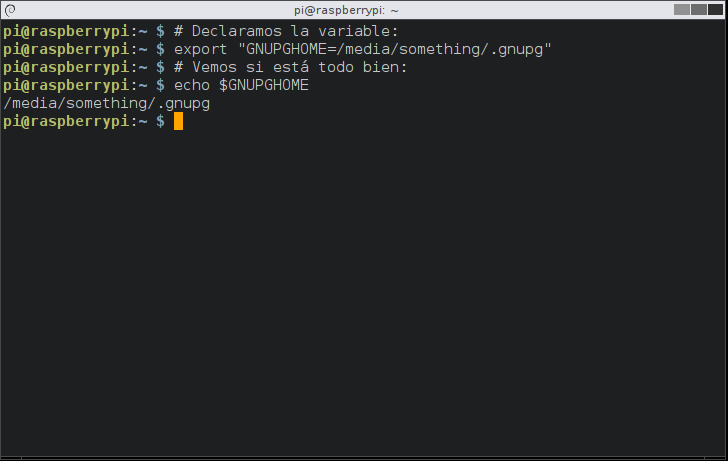 pi@raspberrypi: ~
pi@raspberrypi:~ $ # Declaramos la variable:
pi@raspberrypi:~ $ export "GNUPGHOME=/media/something/.gnupg"
pi@raspberrypi:~ $ # Vemos si está todo bien:
pi@raspberrypi:~ $ echo $GNUPGHOME
/media/something/.gnupg
pi@raspberrypi:~ $